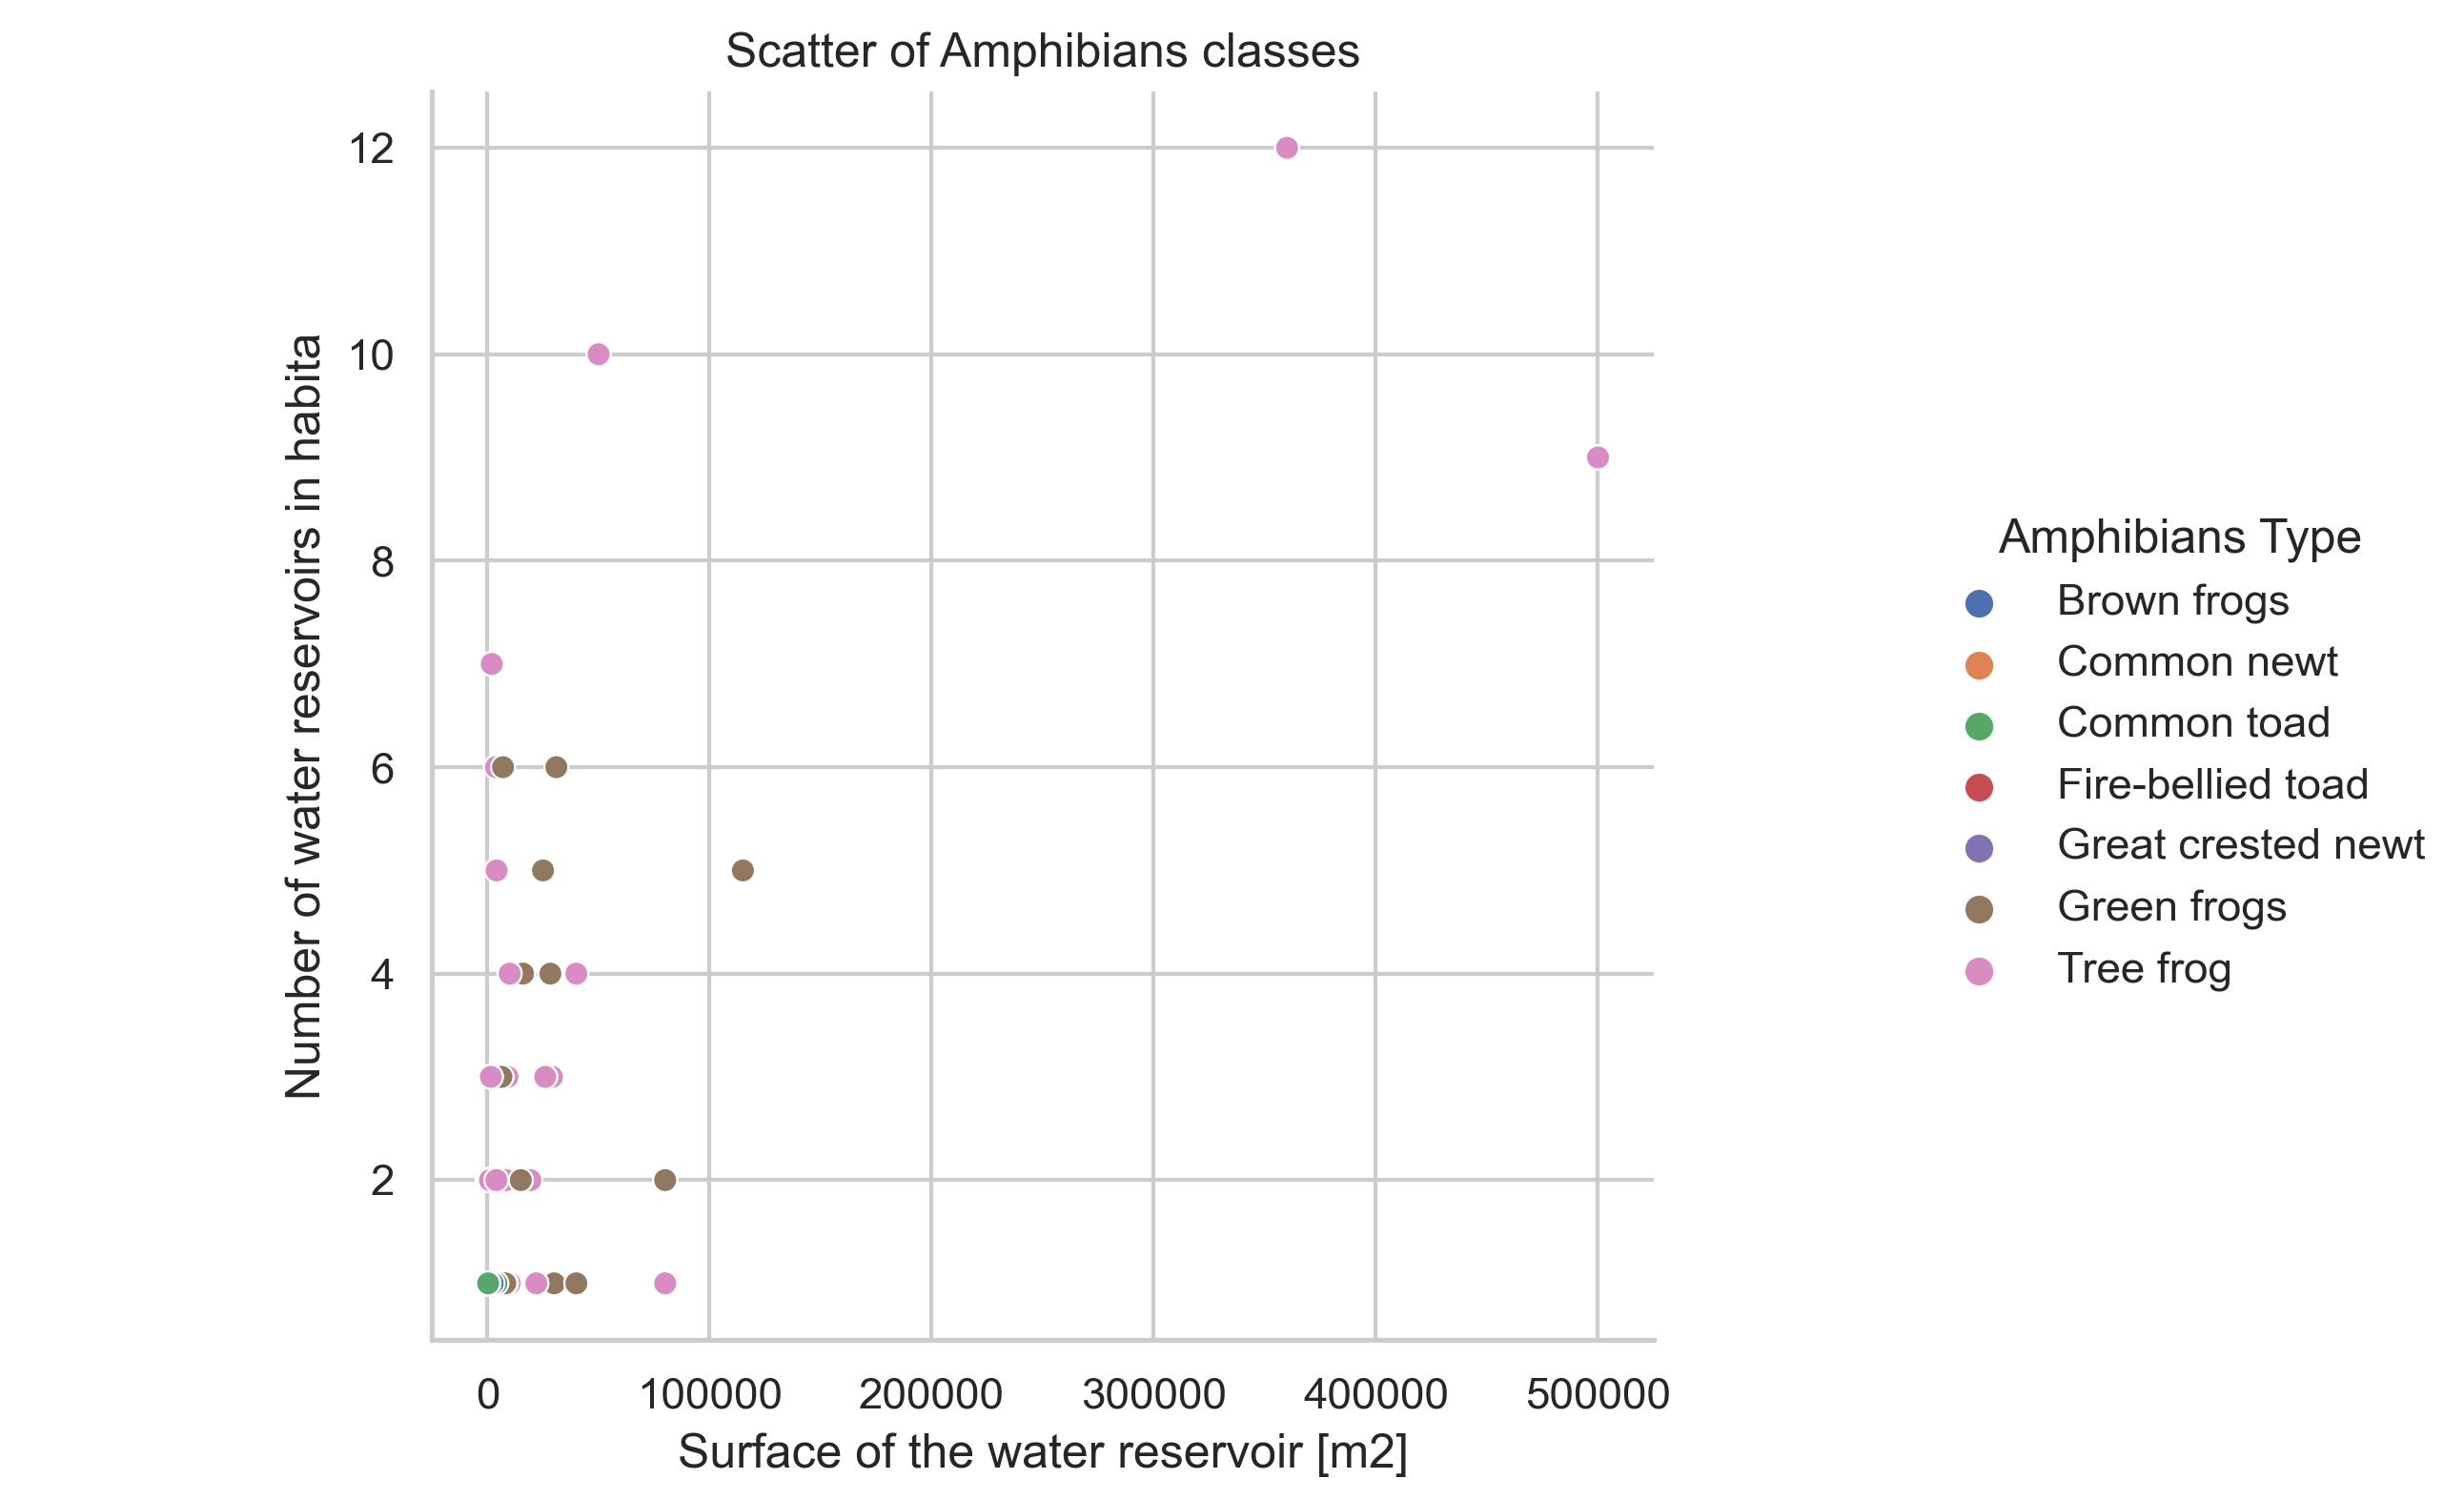 Scatter of Amphibians classes
Number of water reservoirs in habita
12
10
8
6
4
2
0
100000
200000
300000
400000
500000
Surface of the water reservoir [m2]
Amphibians Type
Brown frogs
Common newt
Common toad
Fire-bellied toad
Great crested newt
Green frogs
Tree frog